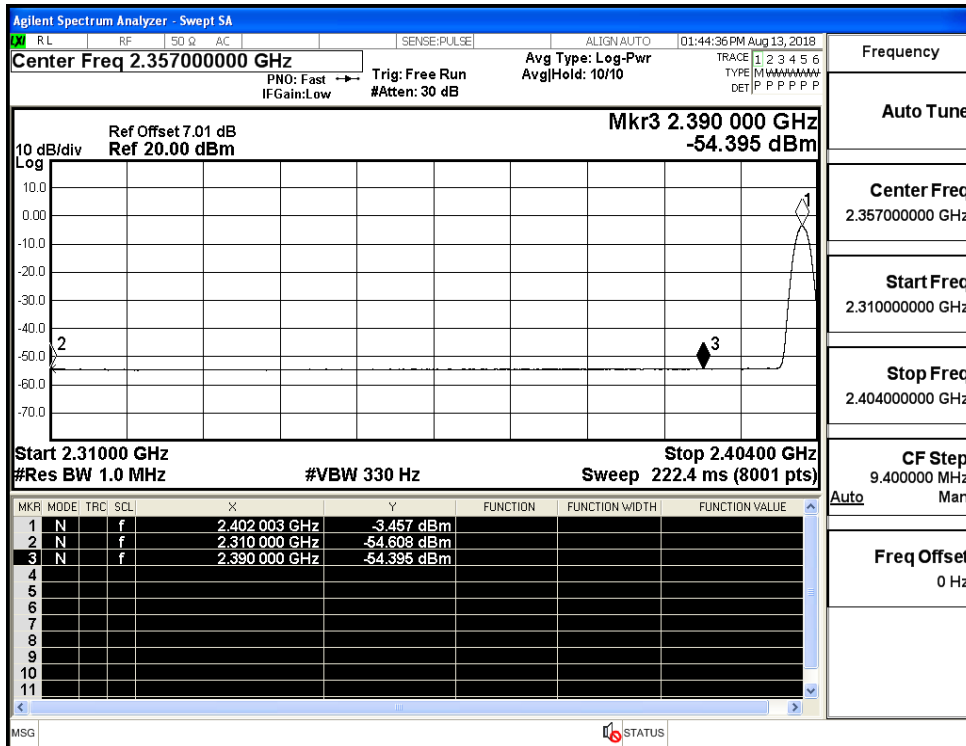 Agilent Spectrum Analyzer - Swept SA
LXI RL RF 50 Ω AC SENSE:PULSE ALIGN AUTO 01:44:36 PM Aug 13, 2018
Center Freq 2.357000000 GHz
PNO: Fast
IFGain:Low
Trig: Free Run
#Atten: 30 dB
Avg Type: Log-Pwr
Avg|Hold: 10/10
TRACE 1 2 3 4 5 6
TYPE M WWWWW
DET P P P P P P
Ref Offset 7.01 dB
10 dB/div Ref 20.00 dBm
Log
Mkr3 2.390 000 GHz
-54.395 dBm
10.0
0.00
-10.0
-20.0
-30.0
-40.0
-50.0
-60.0
-70.0
1
2
3
Start 2.31000 GHz Stop 2.40400 GHz
#Res BW 1.0 MHz #VBW 330 Hz Sweep 222.4 ms (8001 pts)
MKR MODE TRC SCL X Y FUNCTION FUNCTION WIDTH FUNCTION VALUE
1 N f 2.402 003 GHz -3.457 dBm
2 N f 2.310 000 GHz -54.608 dBm
3 N f 2.390 000 GHz -54.395 dBm
4
5
6
7
8
9
10
11
MSG STATUS
Frequency
Auto Tune
Center Freq
2.357000000 GHz
Start Freq
2.310000000 GHz
Stop Freq
2.404000000 GHz
CF Step
9.400000 MHz
Auto Man
Freq Offset
0 Hz